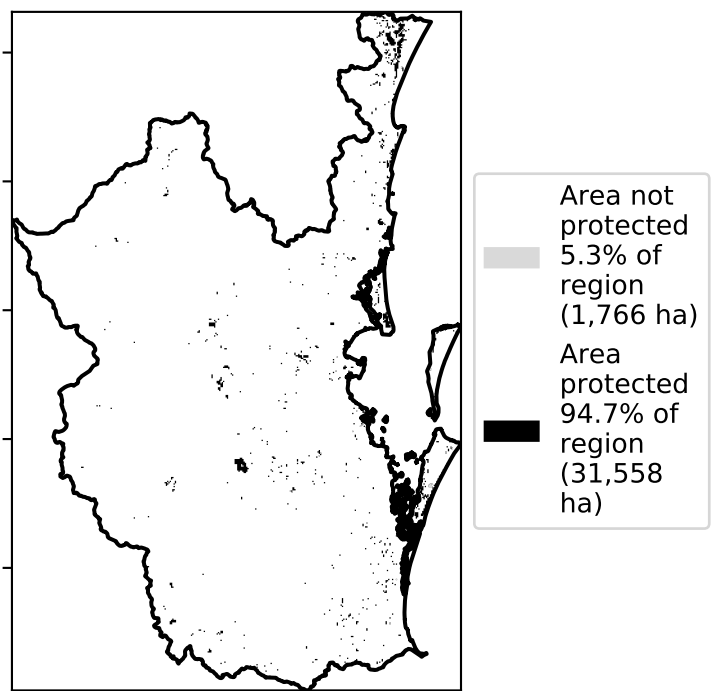 Area not
protected
5.3% of
region
(1,766 ha)
Area
protected
94.7% of
region
(31,558
ha)